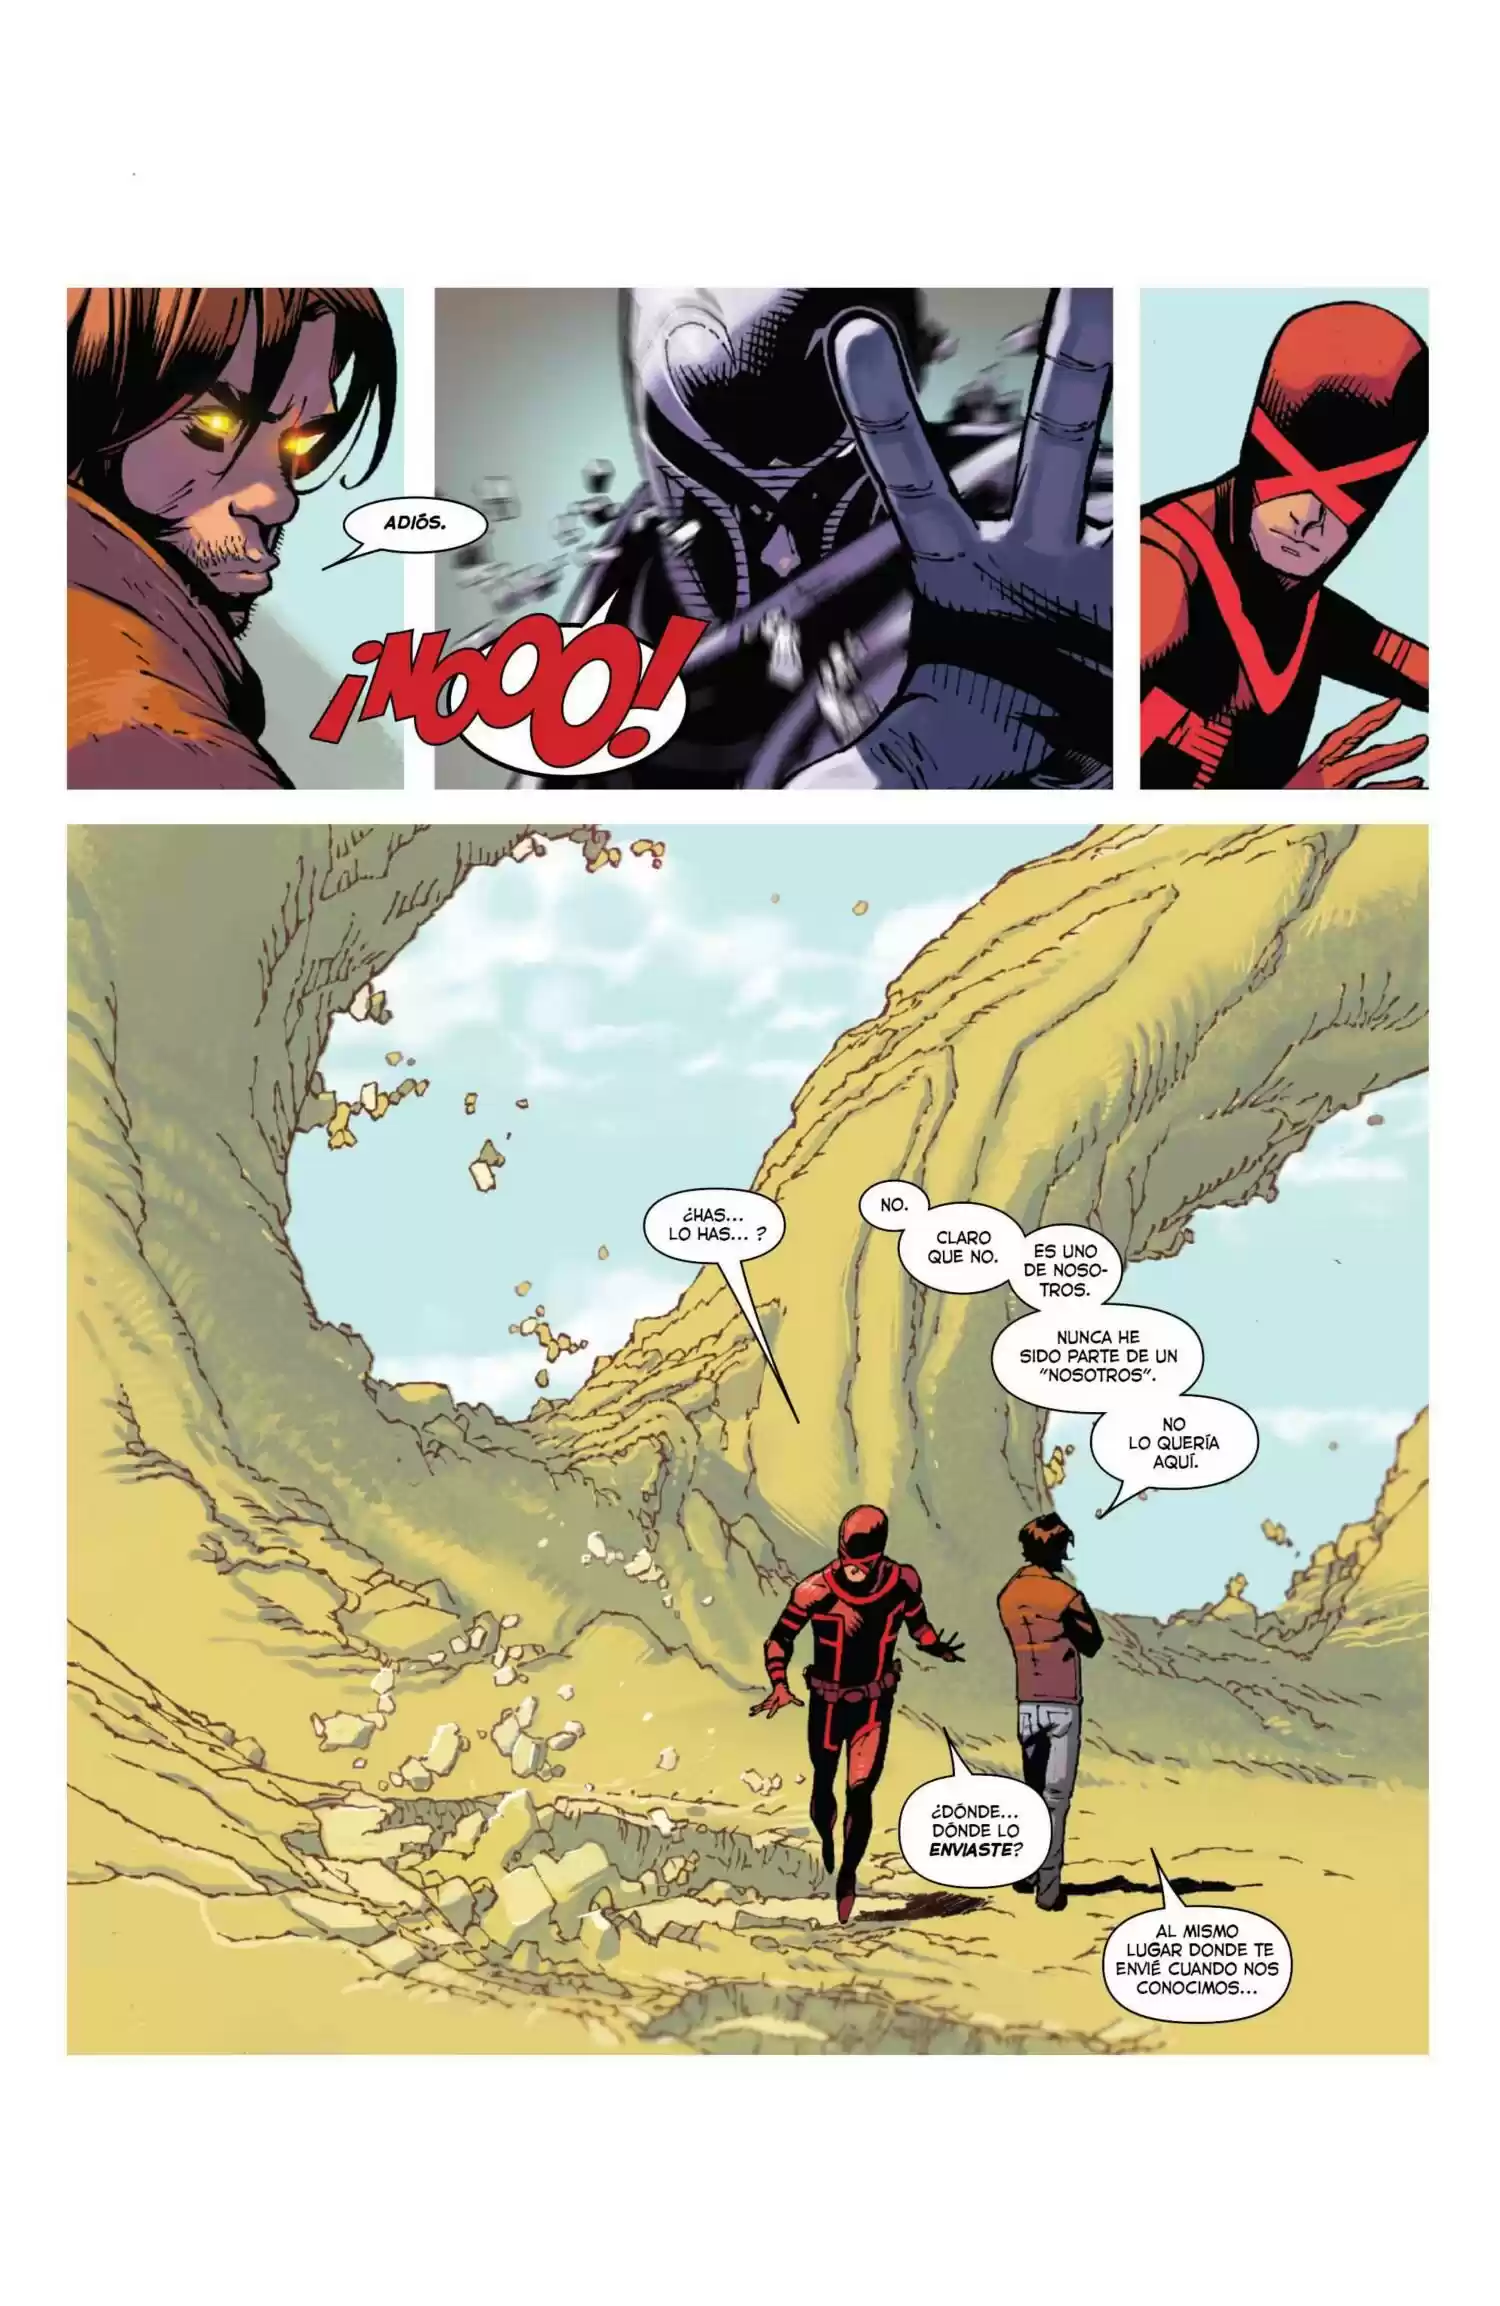 ADIÓS.
¡NOOO!
¿HAS...
LO HAS... ?
NO.
CLARO
QUE NO.
ES UNO
DE NOSO-
TROS.
NUNCA HE
SIDO PARTE DE UN
"NOSOTROS".
NO
LO QUERÍA
AQUÍ.
¿DÓNDE...
DÓNDE LO
ENVIASTE?
AL MISMO
LUGAR DONDE TE
ENVIÉ CUANDO NOS
CONOCIMOS...